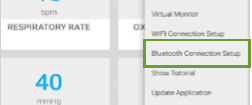 bpm
Virtual Monitor
RESPIRATORY RATE
OX
WIFI Connection Setup
Bluetooth Connection Setup
40
Show Tutorial
mmHg
Update Application